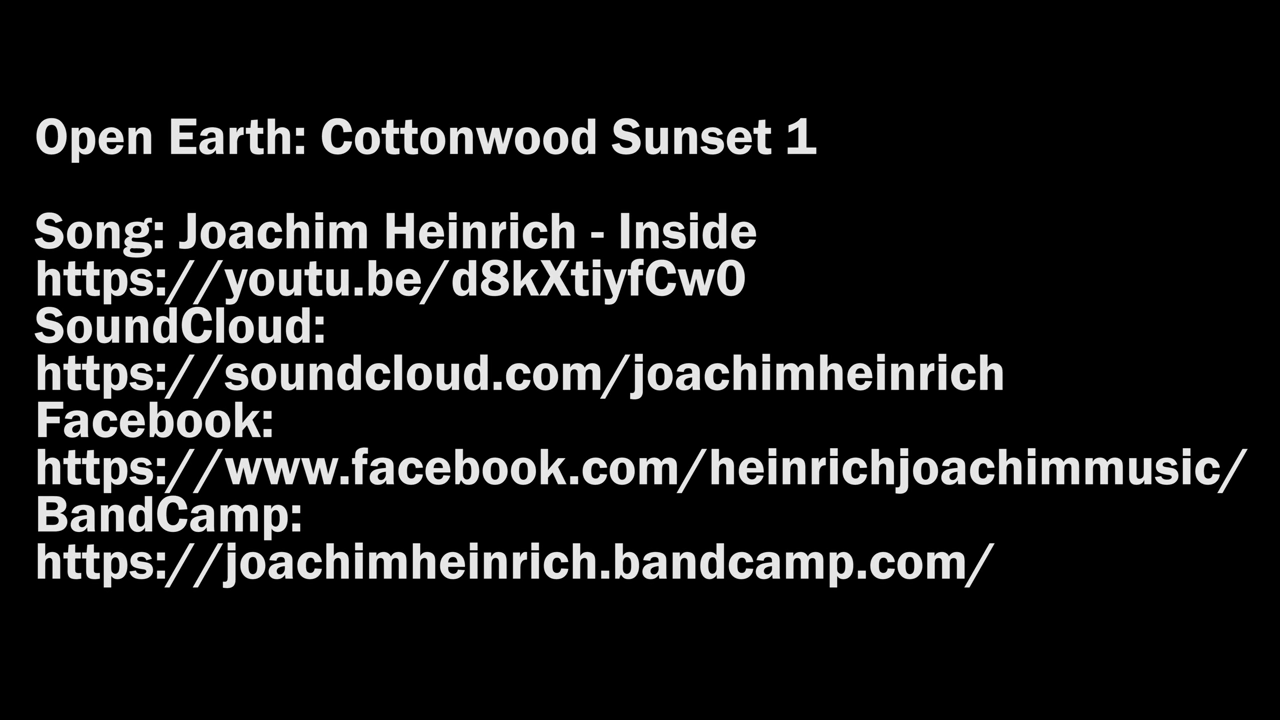 Open Earth: Cottonwood Sunset 1
Song: Joachim Heinrich - Inside
https://youtu.be/d8kXtiyfCw0
SoundCloud:
https://soundcloud.com/joachimheinrich
Facebook:
https://www.facebook.com/heinrichjoachimmusic/
BandCamp:
https://joachimheinrich.bandcamp.com/